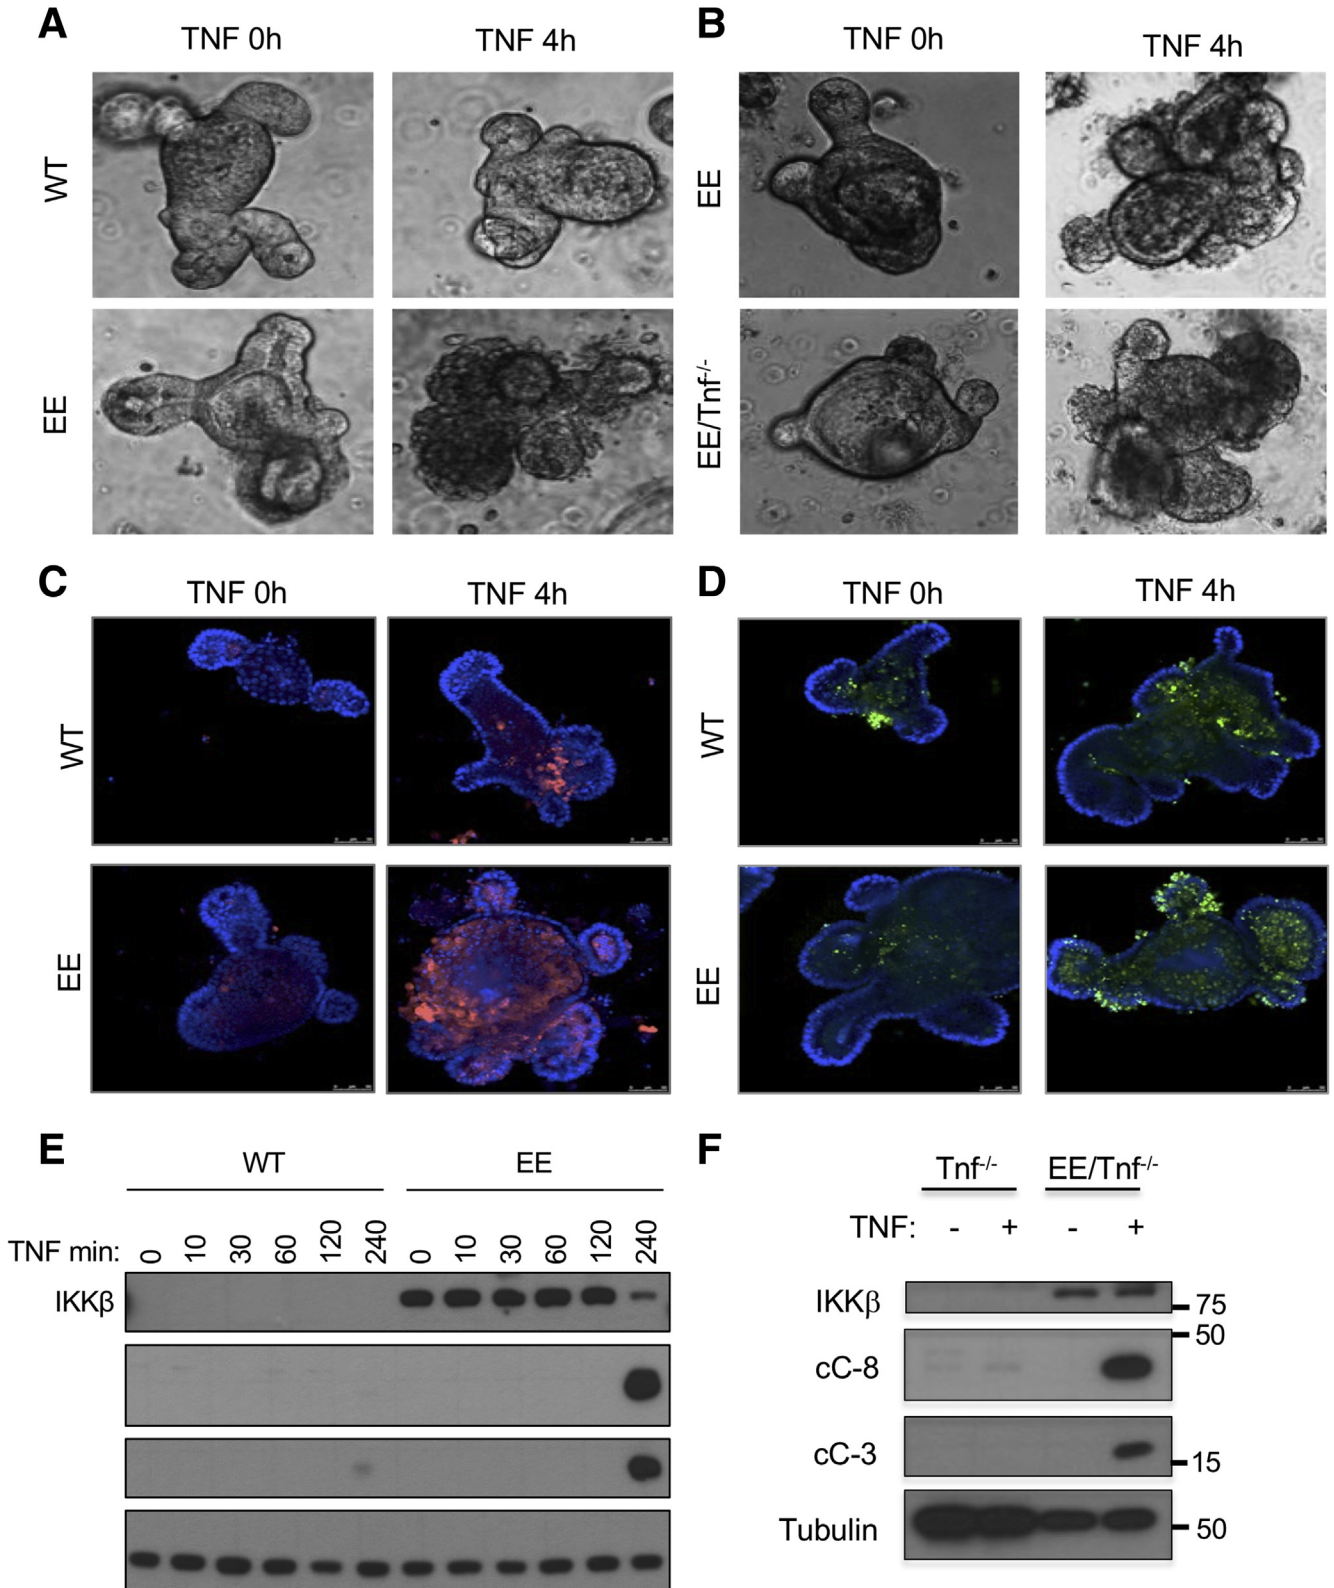 A
TNF 0h
TNF 4h
WT
EE
B
TNF 0h
TNF 4h
EE
EE/Tnf-/-
C
TNF 0h
TNF 4h
WT
EE
D
TNF 0h
TNF 4h
WT
EE
E
WT
EE
TNF min: 0 10 30 60 120 240 0 10 30 60 120 240
IKKβ
F
Tnf-/- EE/Tnf-/-
TNF: - + - +
IKKβ
75
50
cC-8
cC-3
15
Tubulin
50